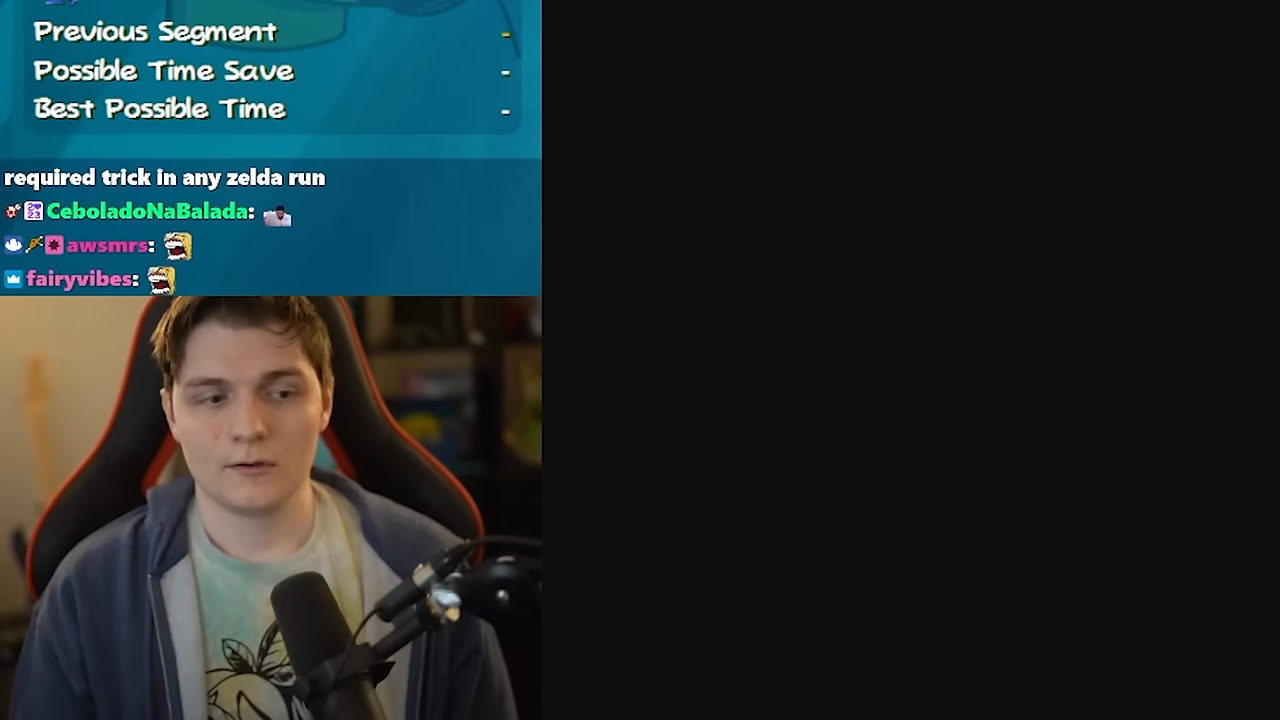 Previous Segment -
Possible Time Save -
Best Possible Time -
required trick in any zelda run
CeboladoNaBalada:
awsmrs:
fairyvibes: